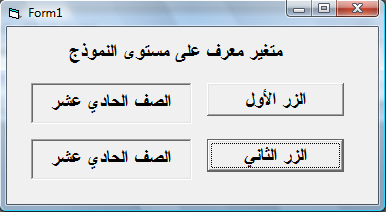 Form1
متغير معرف على مستوى النموذج
الزر الأول
الصف الحادي عشر
الزر الثاني
الصف الحادي عشر